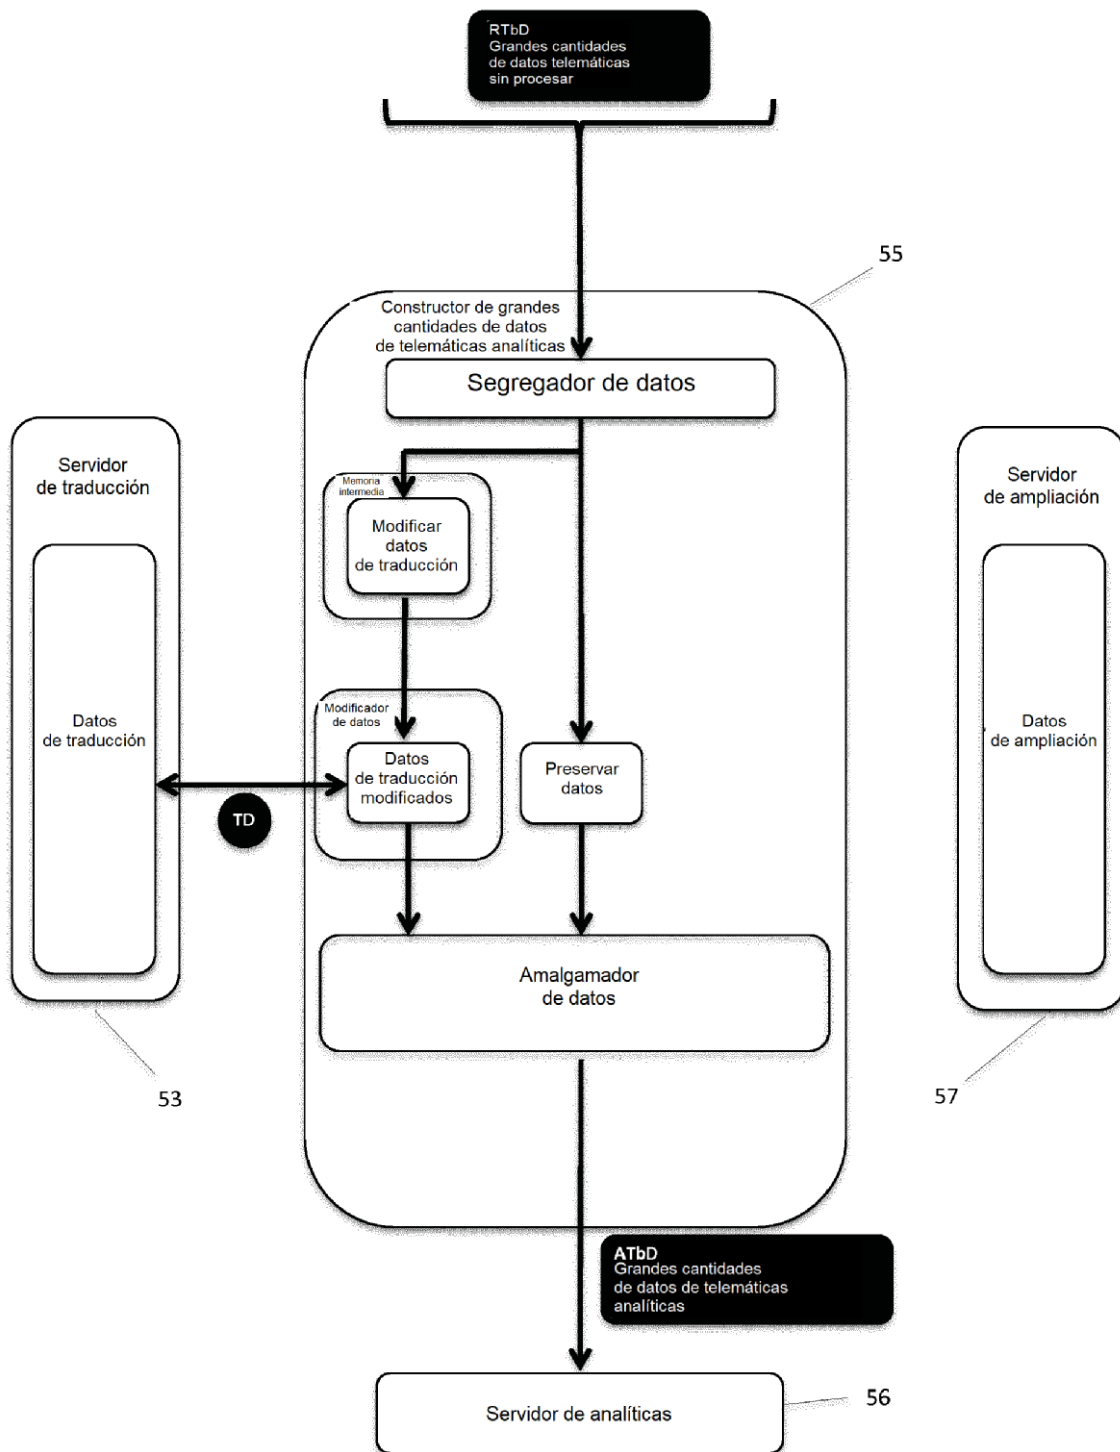 RTbD
Grandes cantidades
de datos telemáticas
sin procesar
55
Constructor de grandes
cantidades de datos
de telemáticas analíticas
Segregador de datos
Servidor
de traducción
Memoria
intermedia
Modificar
datos
de traducción
Servidor
de ampliación
Modificador
de datos
Datos
de traducción
Datos
de traducción
modificados
Preservar
datos
Datos
de ampliación
TD
Amalgamador
de datos
53
57
ATbD
Grandes cantidades
de datos de telemáticas
analíticas
Servidor de analíticas
56